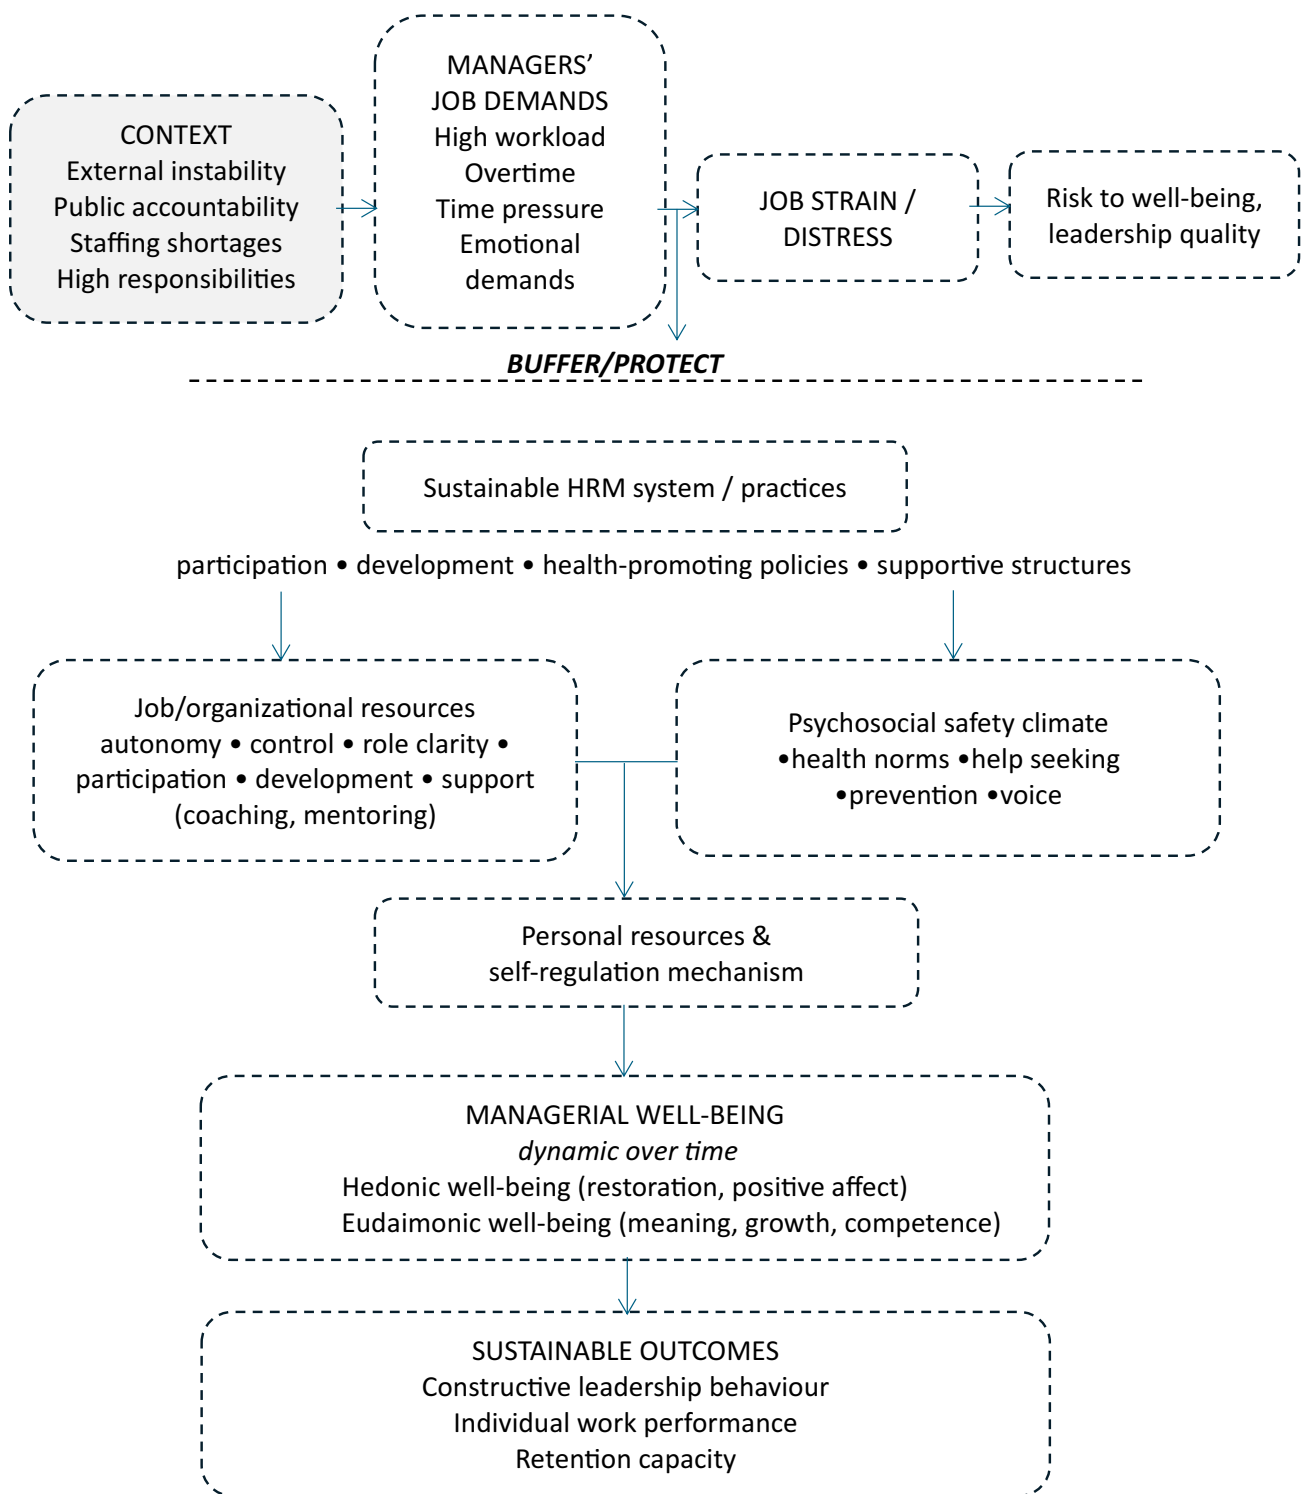 CONTEXT
External instability
Public accountability
Staffing shortages
High responsibilities
MANAGERS’
JOB DEMANDS
High workload
Overtime
Time pressure
Emotional
demands
JOB STRAIN /
DISTRESS
Risk to well-being,
leadership quality
BUFFER/PROTECT
Sustainable HRM system / practices
participation • development • health-promoting policies • supportive structures
Job/organizational resources
autonomy • control • role clarity •
participation • development • support
(coaching, mentoring)
Psychosocial safety climate
•health norms •help seeking
•prevention •voice
Personal resources &
self-regulation mechanism
MANAGERIAL WELL-BEING
dynamic over time
Hedonic well-being (restoration, positive affect)
Eudaimonic well-being (meaning, growth, competence)
SUSTAINABLE OUTCOMES
Constructive leadership behaviour
Individual work performance
Retention capacity